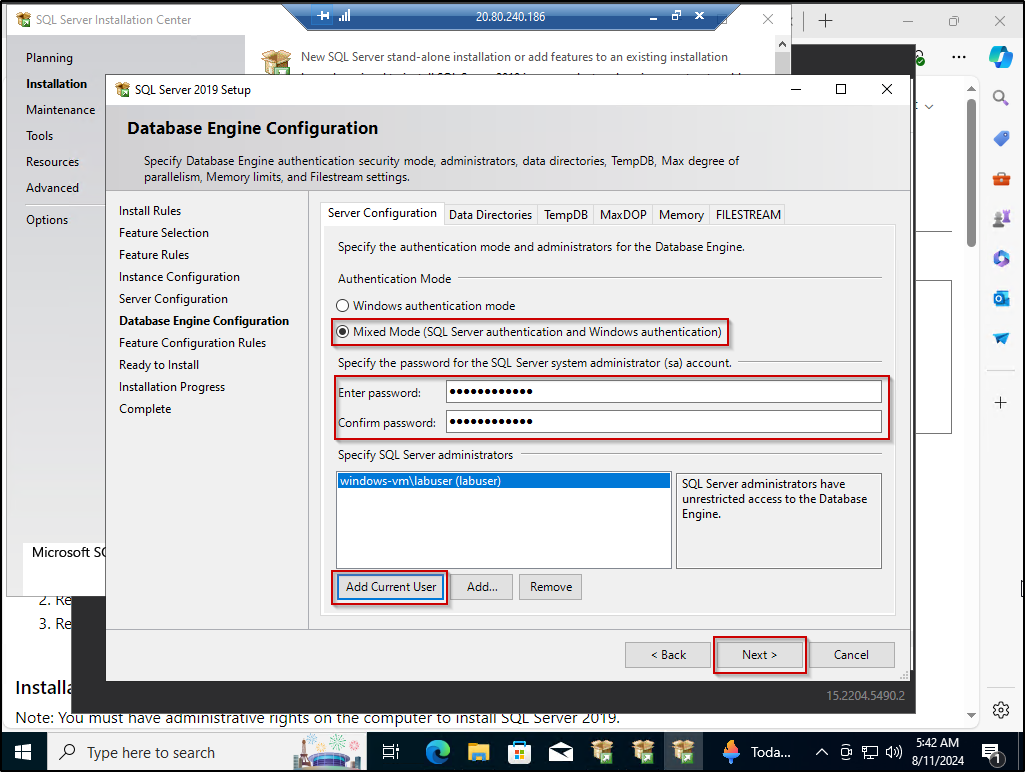 SQL Server Installation Center
20.80.240.186
Planning
Installation
Maintenance
Tools
Resources
Advanced
Options
New SQL Server stand-alone installation or add features to an existing installation
SQL Server 2019 Setup
Database Engine Configuration
Specify Database Engine authentication security mode, administrators, data directories, TempDB, Max degree of
parallelism, Memory limits, and Filestream settings.
Install Rules
Feature Selection
Feature Rules
Instance Configuration
Server Configuration
Database Engine Configuration
Feature Configuration Rules
Ready to Install
Installation Progress
Complete
Server Configuration Data Directories TempDB MaxDOP Memory FILESTREAM
Specify the authentication mode and administrators for the Database Engine.
Authentication Mode
Windows authentication mode
Mixed Mode (SQL Server authentication and Windows authentication)
Specify the password for the SQL Server system administrator (sa) account.
Enter password: ●●●●●●●●●●●●
Confirm password: ●●●●●●●●●●●●
Specify SQL Server administrators
windows-vm\labuser (labuser)
SQL Server administrators have
unrestricted access to the Database
Engine.
Add Current User Add... Remove
< Back Next > Cancel
Microsoft SQ
2. Re
3. Re
15.2204.5490.2
Installa
Note: You must have administrative rights on the computer to install SQL Server 2019.
Type here to search
Toda...
5:42 AM
8/11/2024
1